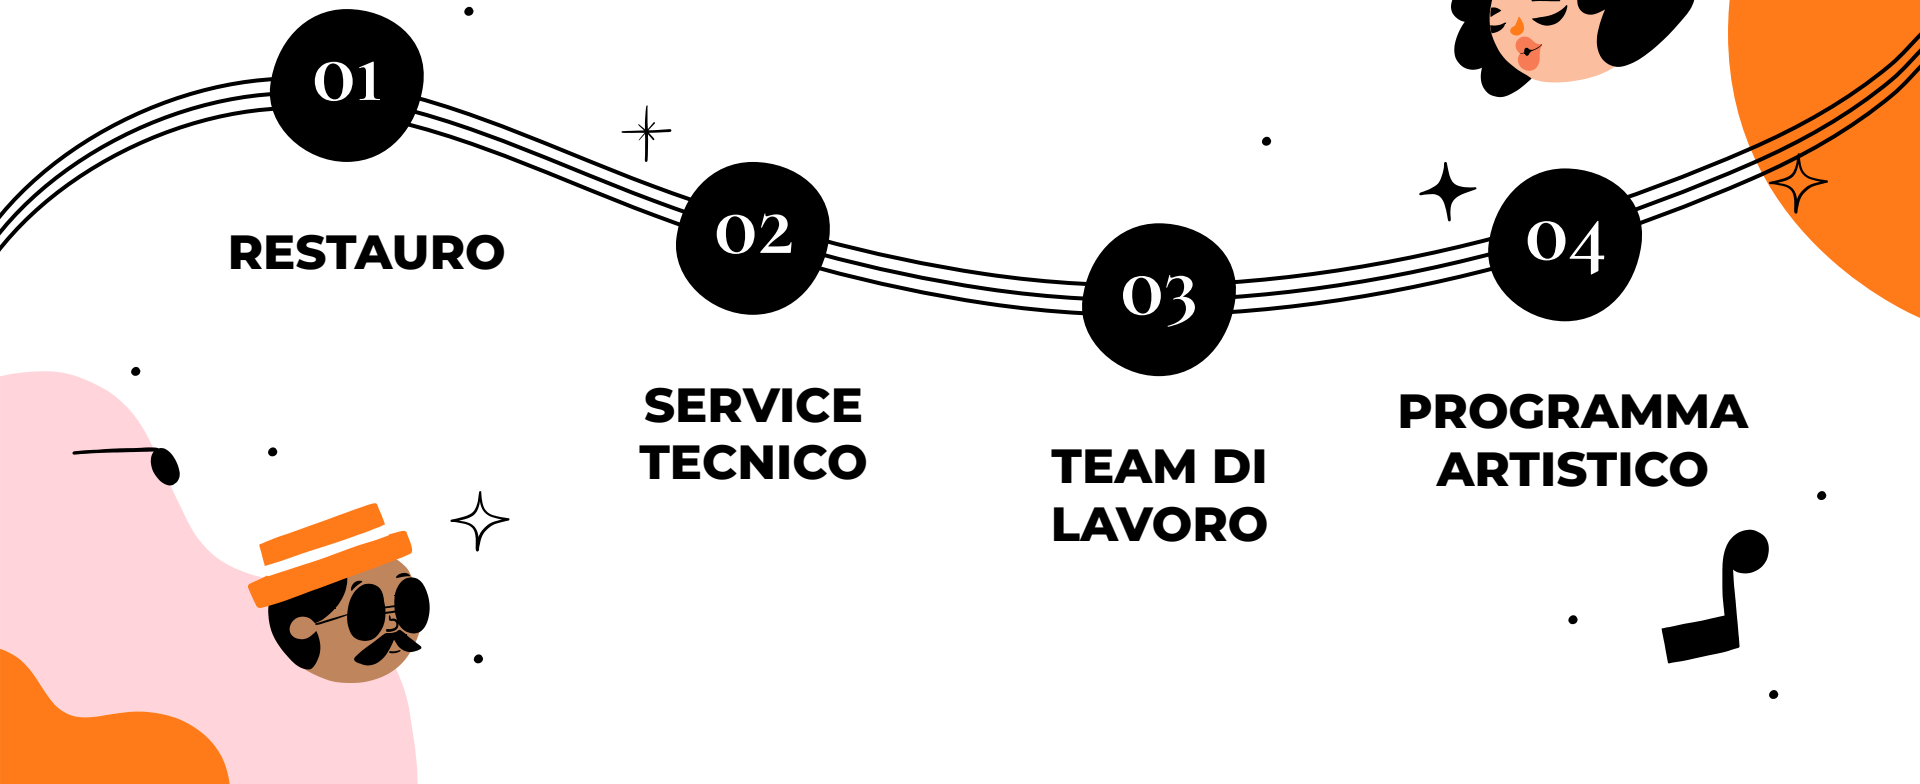 01
RESTAURO
02
SERVICE
TECNICO
03
TEAM DI
LAVORO
04
PROGRAMMA
ARTISTICO